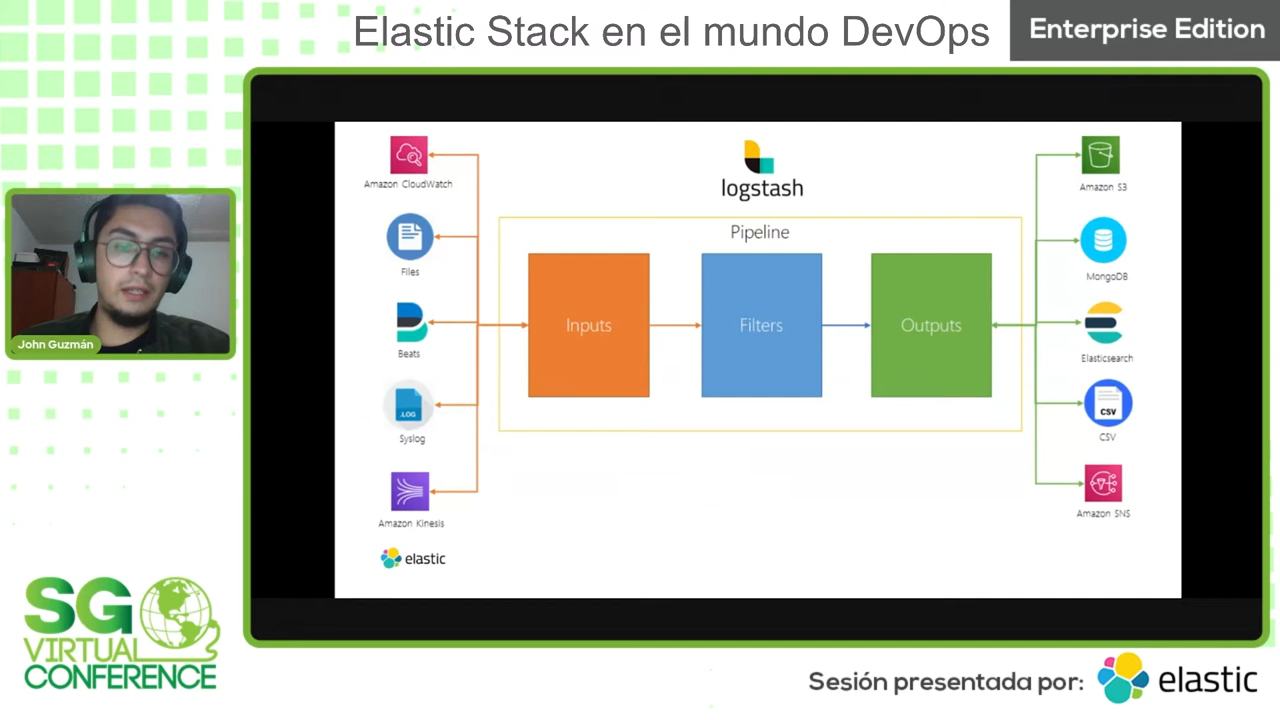 Elastic Stack en el mundo DevOps
Enterprise Edition
Amazon CloudWatch
Files
Beats
.LOG
Syslog
Amazon Kinesis
elastic
logstash
Pipeline
Inputs
Filters
Outputs
Amazon S3
MongoDB
Elasticsearch
CSV
CSV
Amazon SNS
John Guzmán
SG
VIRTUAL
CONFERENCE
Sesión presentada por:
elastic